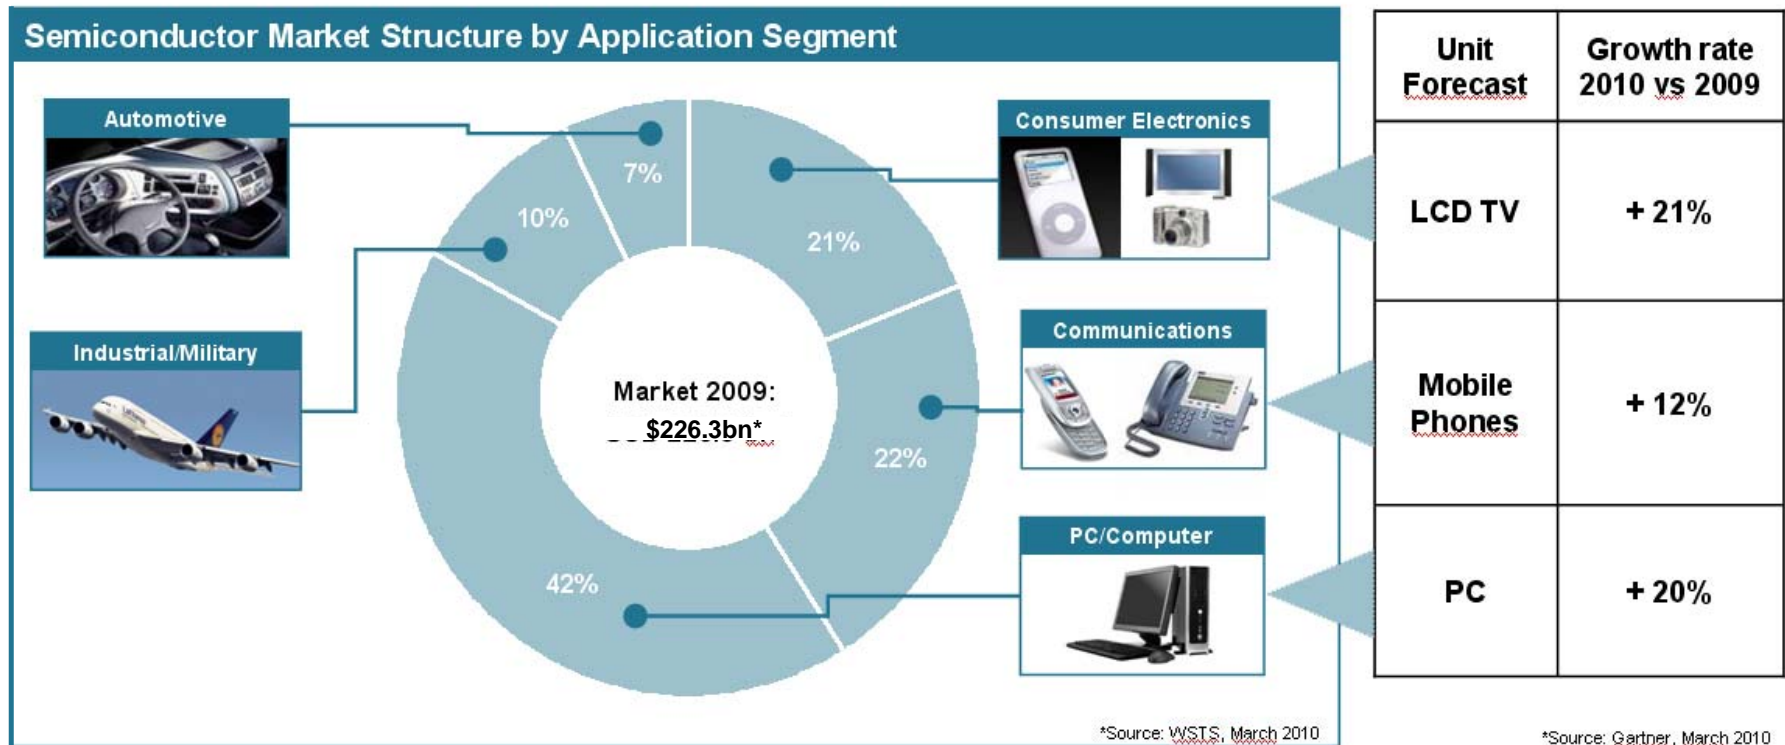 Semiconductor Market Structure by Application Segment
Automotive
Industrial/Military
7%
10%
21%
22%
42%
Market 2009:
$226.3bn*
Consumer Electronics
Communications
PC/Computer
*Source: WSTS, March 2010
Unit
Forecast
Growth rate
2010 vs 2009
LCD TV
+ 21%
Mobile
Phones
+ 12%
PC
+ 20%
*Source: Gartner, March 2010